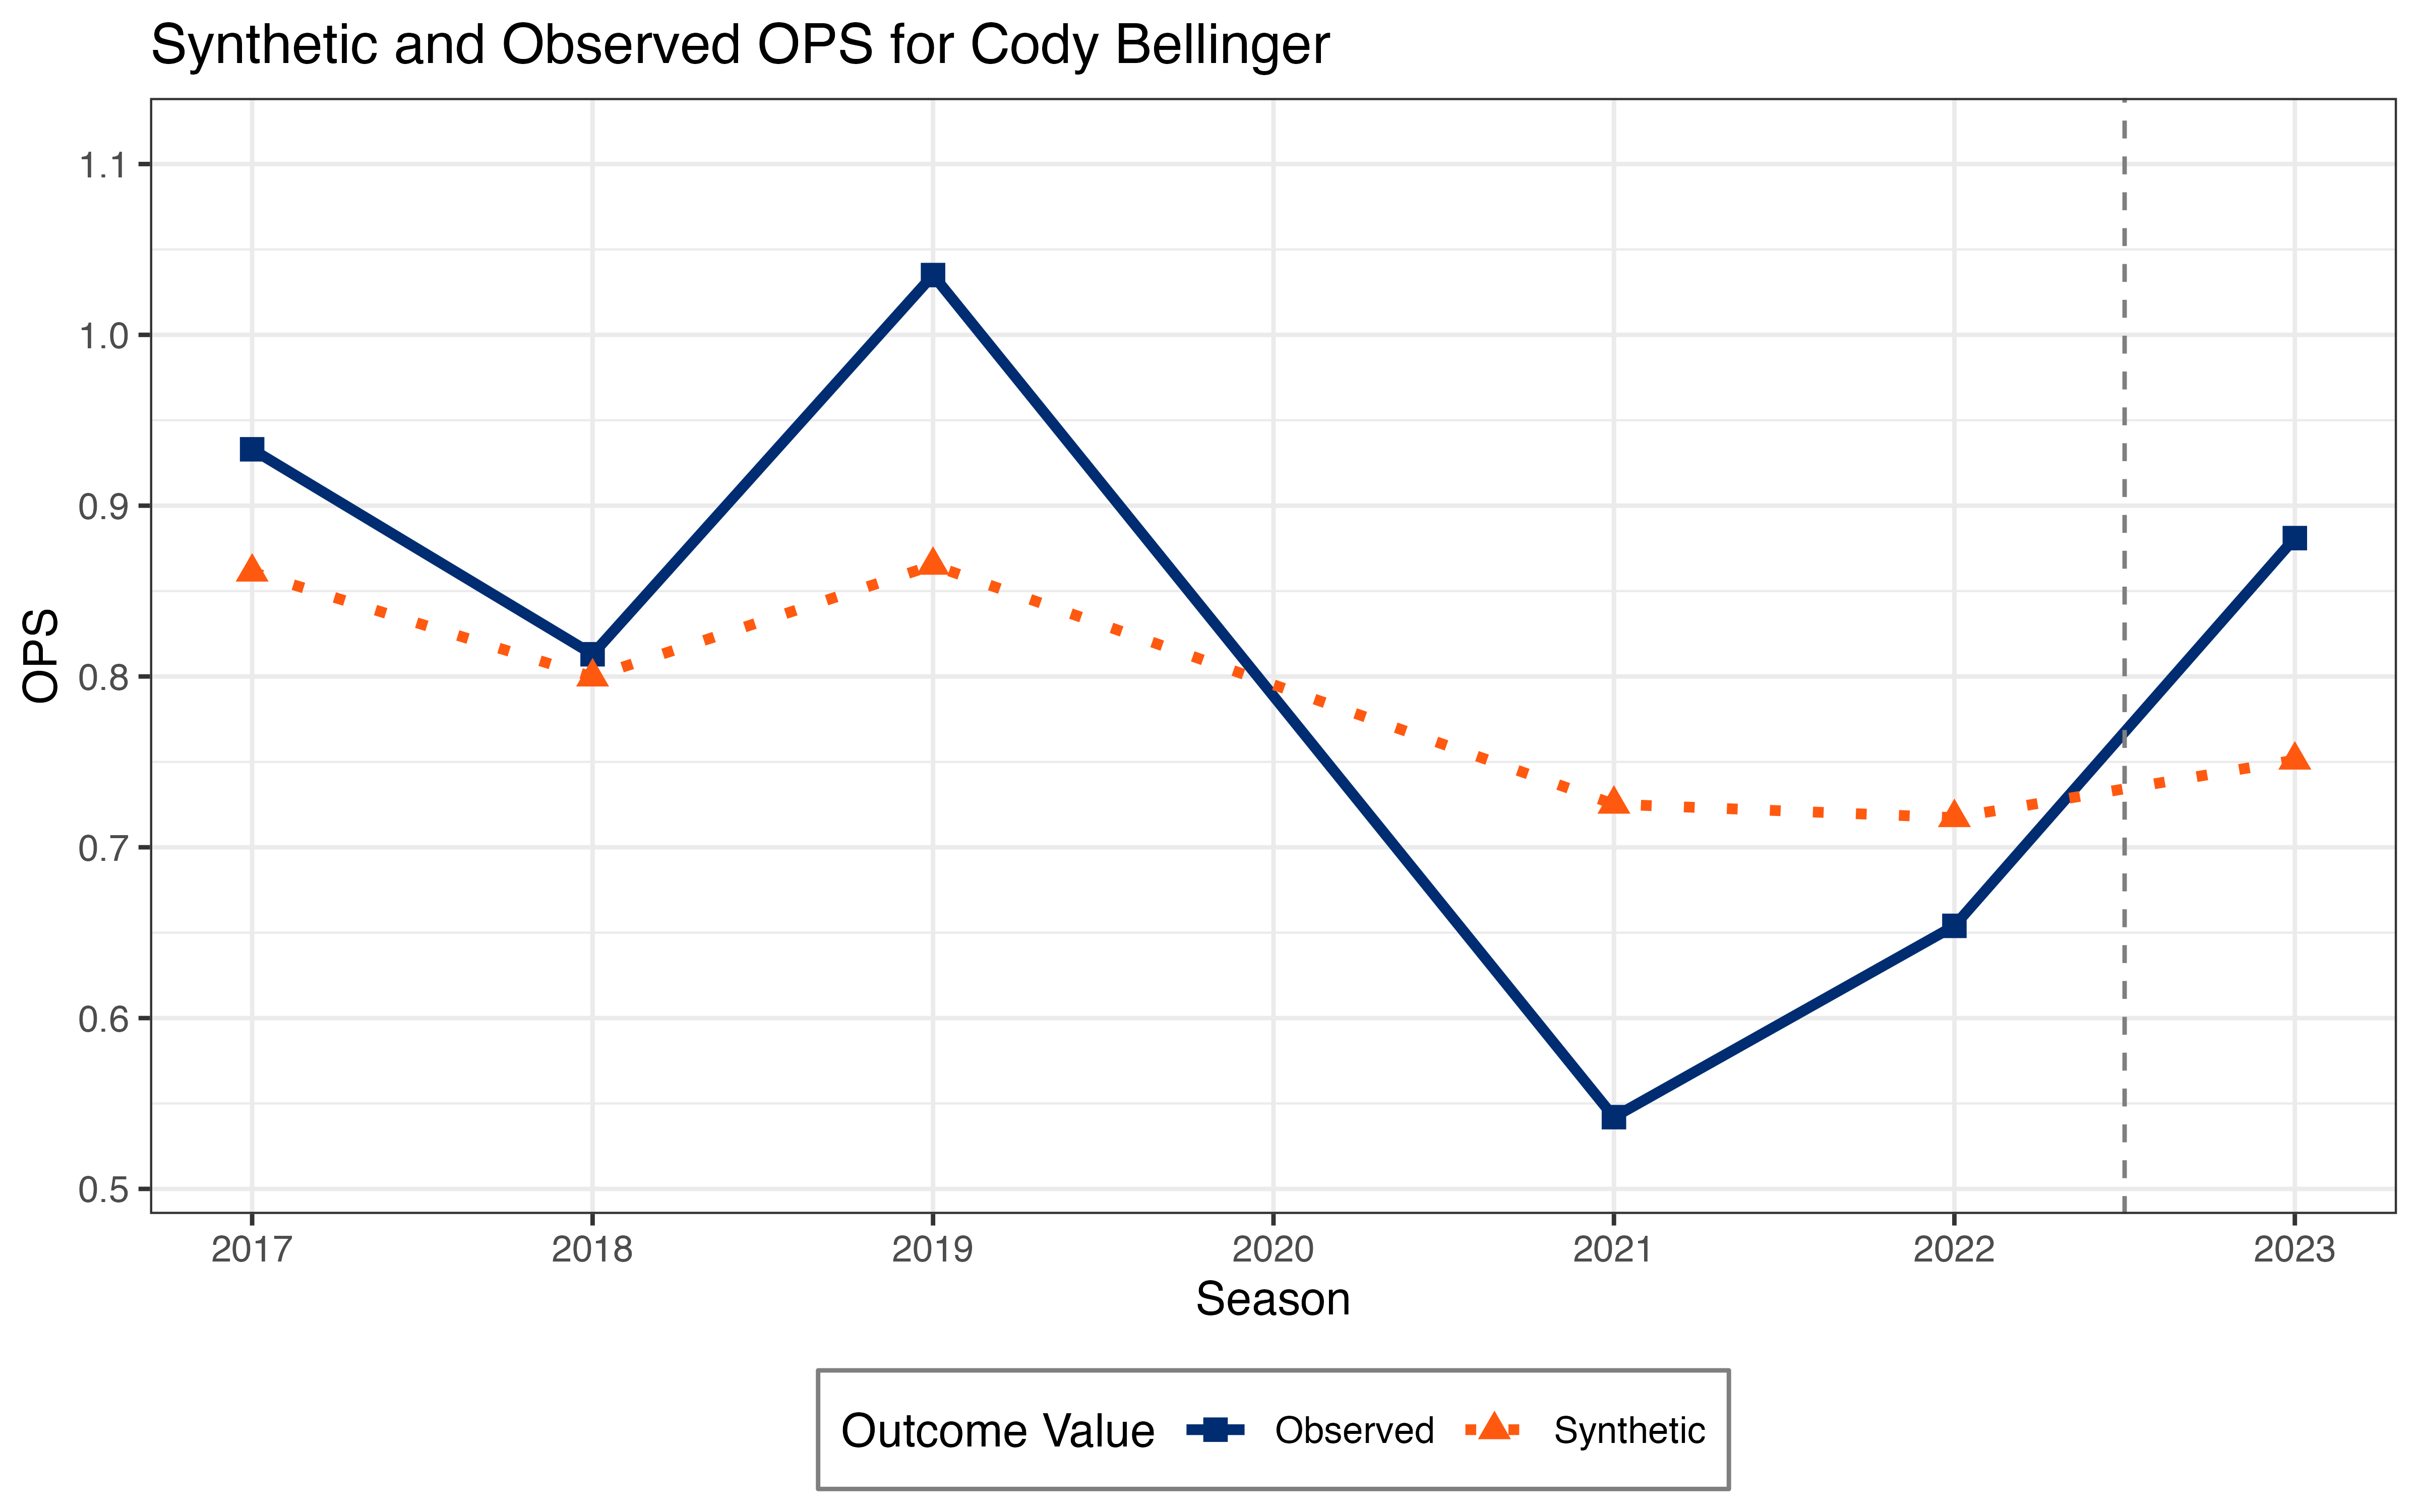 Synthetic and Observed OPS for Cody Bellinger
1.1
1.0
0.9
0.8
0.7
0.6
0.5
OPS
2017 2018 2019 2020 2021 2022 2023
Season
Outcome Value Observed Synthetic